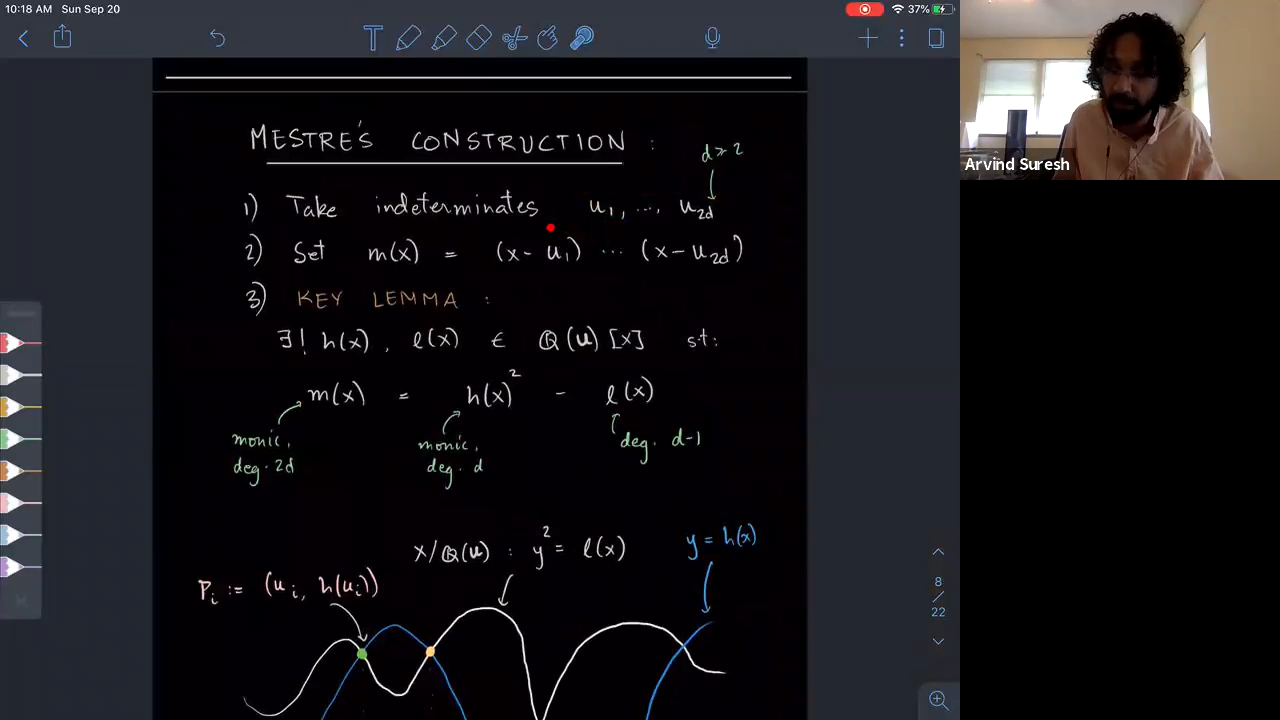 10:18 AM Sun Sep 20
37%
Arvind Suresh
MESTRE'S CONSTRUCTION :
d ≥ 2
1) Take indeterminates u₁, ..., u₂d
2) Set m(x) = (x - u₁) ... (x - u₂d)
3) KEY LEMMA :
∃! h(x), l(x) ∈ ℚ(u)[x] st:
m(x) = h(x)² - l(x)
monic, deg. 2d
monic, deg. d
deg. d-1
X/ℚ(u) : y² = l(x)
y = h(x)
Pᵢ := (uᵢ, h(uᵢ))
8
/
22